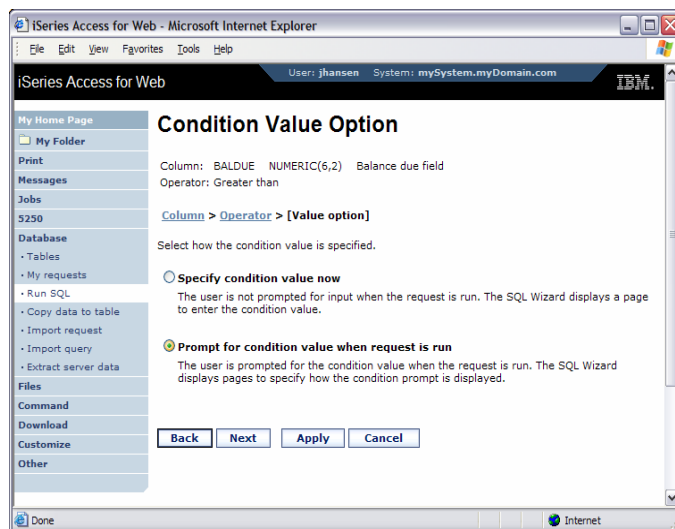 iSeries Access for Web - Microsoft Internet Explorer
File Edit View Favorites Tools Help
iSeries Access for Web
User: jhansen System: mySystem.myDomain.com
IBM.
My Home Page
My Folder
Print
Messages
Jobs
5250
Database
• Tables
• My requests
• Run SQL
• Copy data to table
• Import request
• Import query
• Extract server data
Files
Command
Download
Customize
Other
Condition Value Option
Column: BALDUE NUMERIC(6,2) Balance due field
Operator: Greater than
Column > Operator > [Value option]
Select how the condition value is specified.
Specify condition value now
The user is not prompted for input when the request is run. The SQL Wizard displays a page
to enter the condition value.
Prompt for condition value when request is run
The user is prompted for the condition value when the request is run. The SQL Wizard
displays pages to specify how the condition prompt is displayed.
Back Next Apply Cancel
Done
Internet